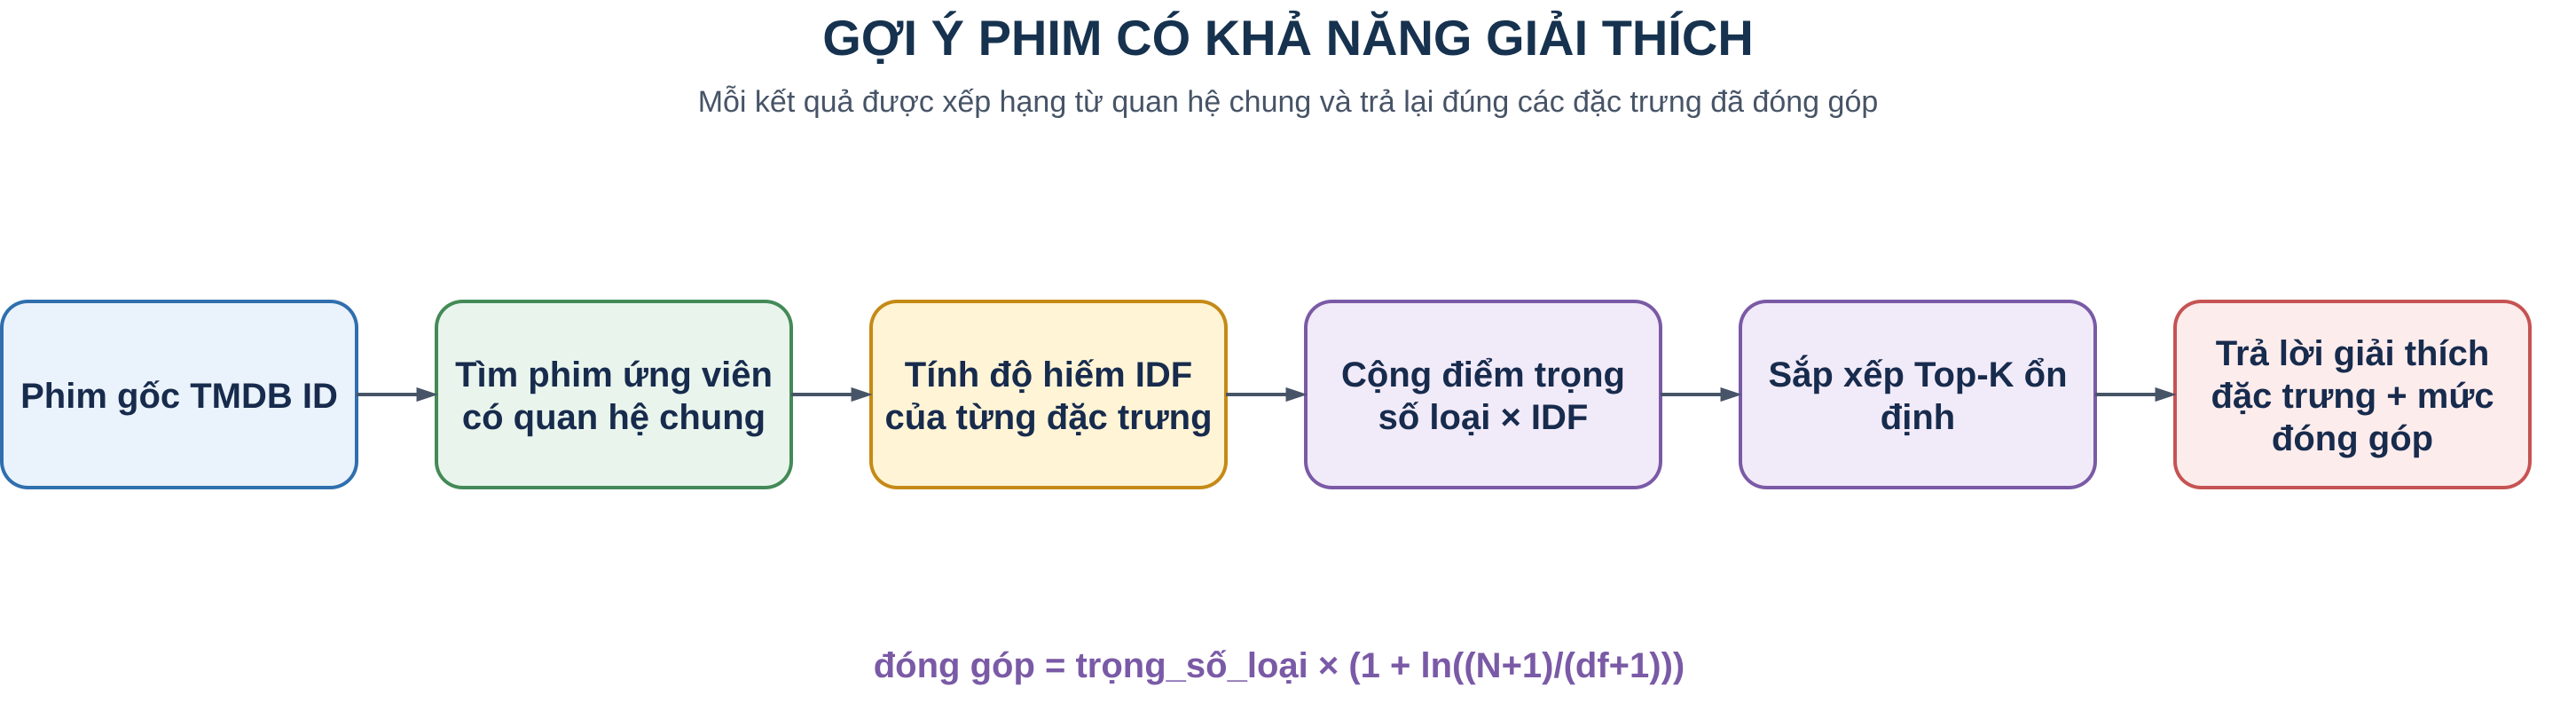 GỢI Ý PHIM CÓ KHẢ NĂNG GIẢI THÍCH
Mỗi kết quả được xếp hạng từ quan hệ chung và trả lại đúng các đặc trưng đã đóng góp
Phim gốc TMDB ID
Tìm phim ứng viên
có quan hệ chung
Tính độ hiếm IDF
của từng đặc trưng
Cộng điểm trọng
số loại × IDF
Sắp xếp Top-K ổn
định
Trả lời giải thích
đặc trưng + mức
đóng góp
đóng góp = trọng_số_loại × (1 + ln((N+1)/(df+1)))